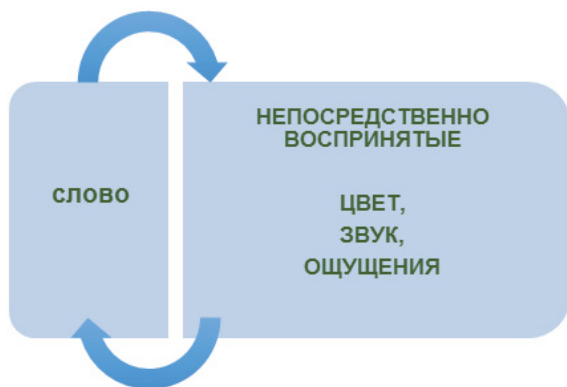 слово
НЕПОСРЕДСТВЕННО
ВОСПРИНЯТЫЕ
ЦВЕТ,
ЗВУК,
ОЩУЩЕНИЯ